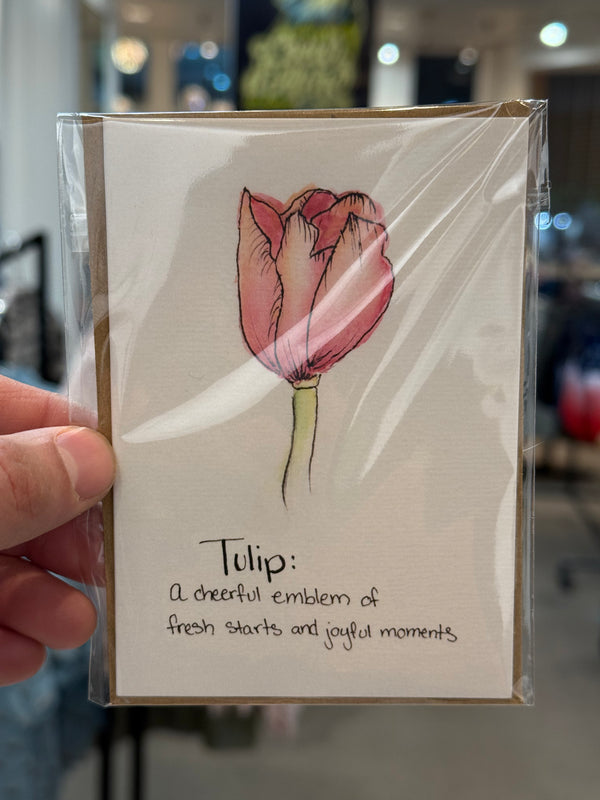 Tulip:
A cheerful emblem of
fresh starts and joyful moments